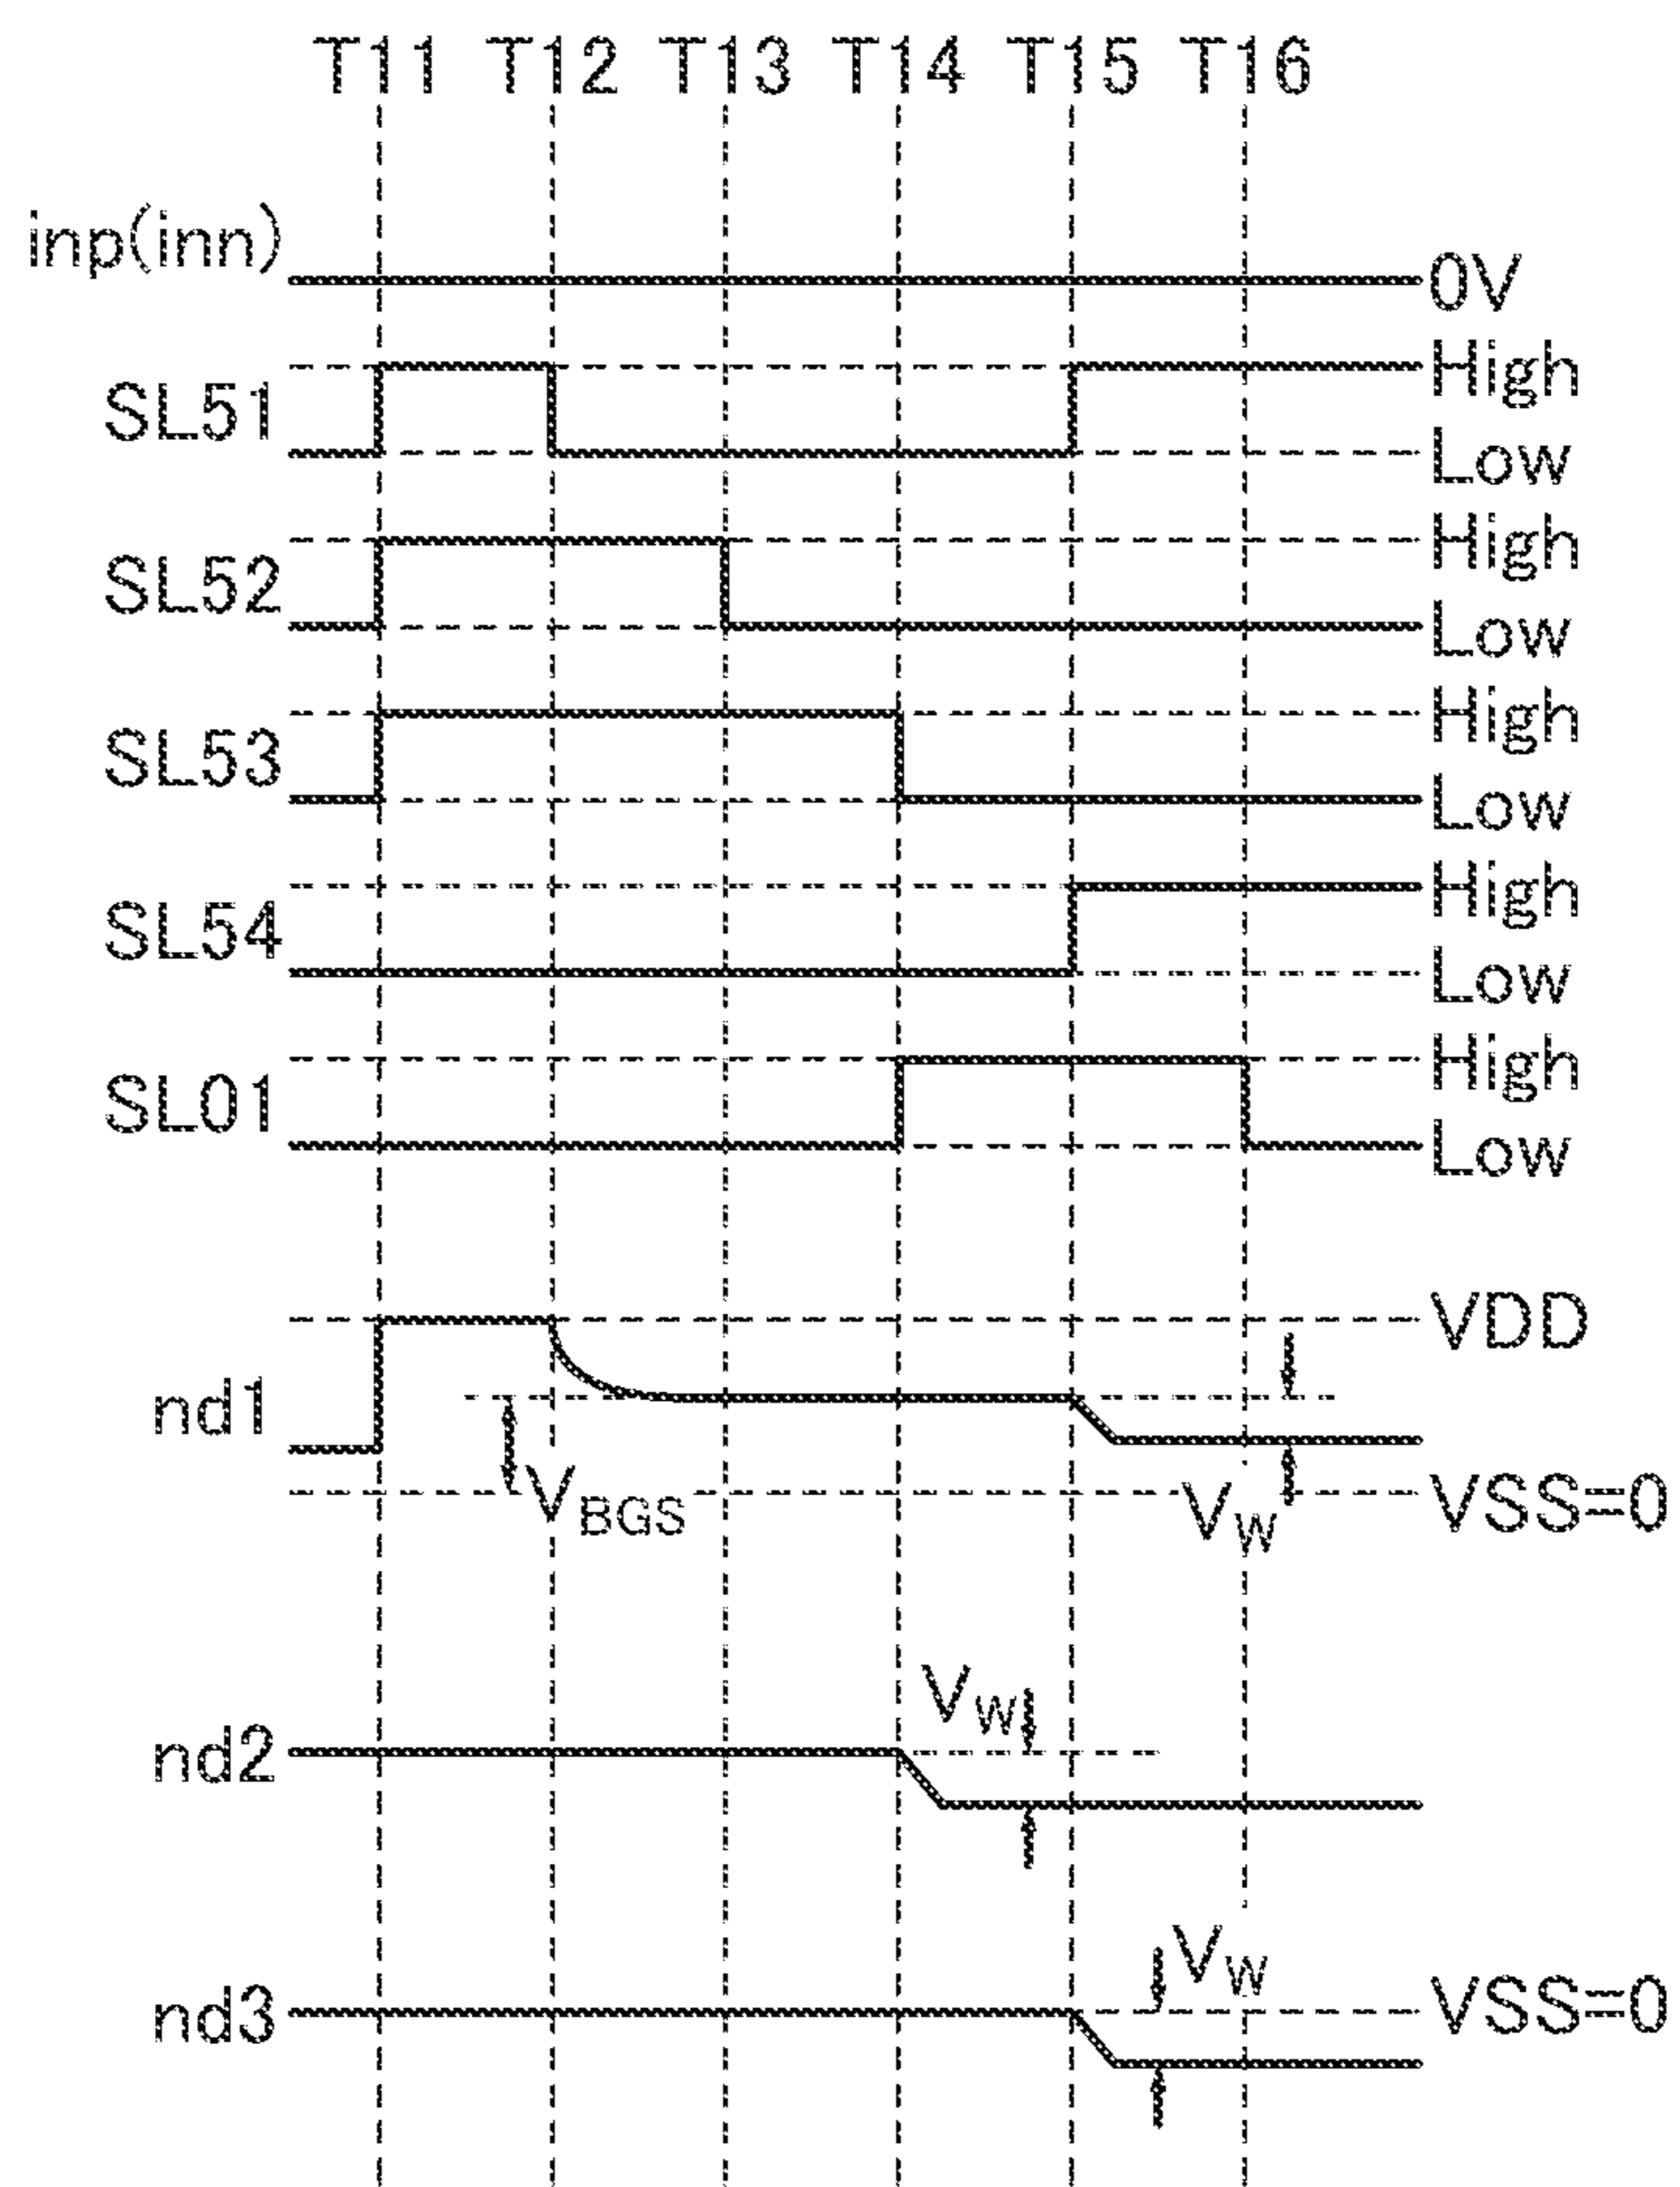 T11 T12 T13 T14 T15 T16
inp(inn)
0V
SL51
High
Low
SL52
High
Low
SL53
High
Low
SL54
High
Low
SL01
High
Low
nd1
VDD
VBGS
VW
VSS=0
nd2
VW
nd3
VW
VSS=0